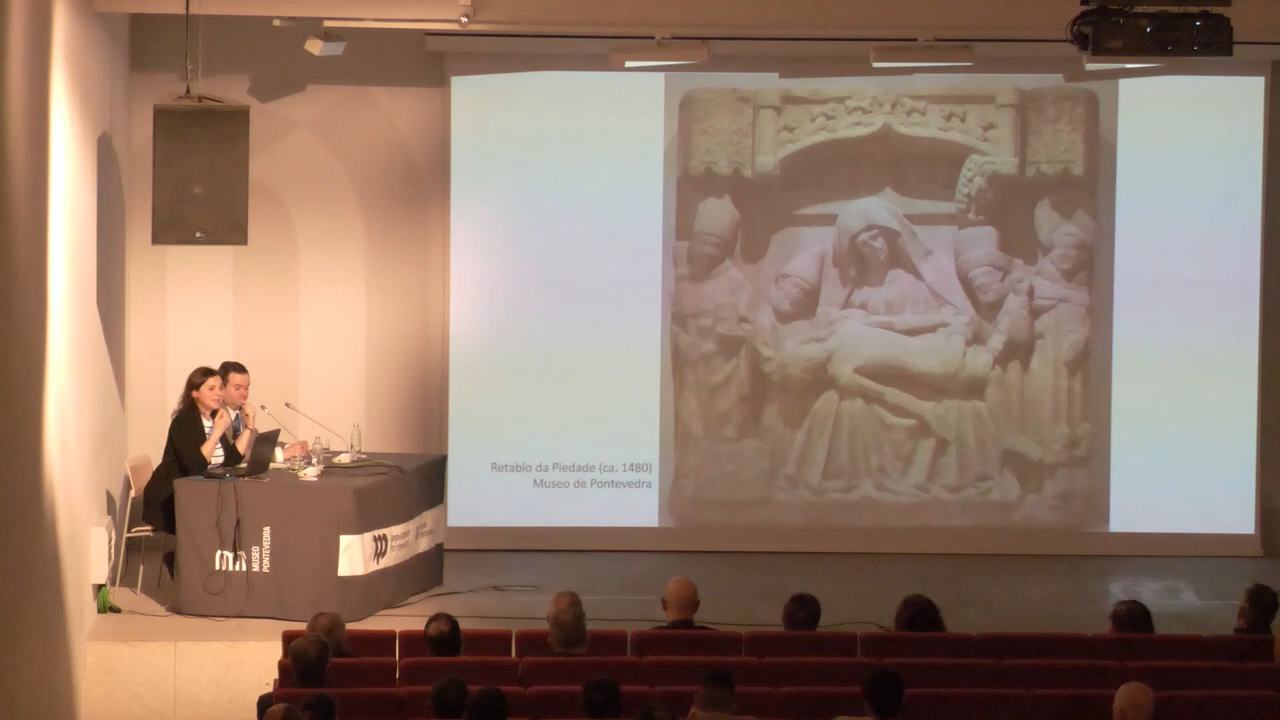 Retablo da Piedade (ca. 1480)
Museo de Pontevedra
MUSEO
PONTEVEDRA